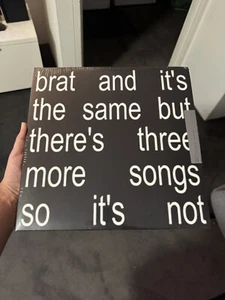 brat and it's
the same but
there's three
more songs
so it's not